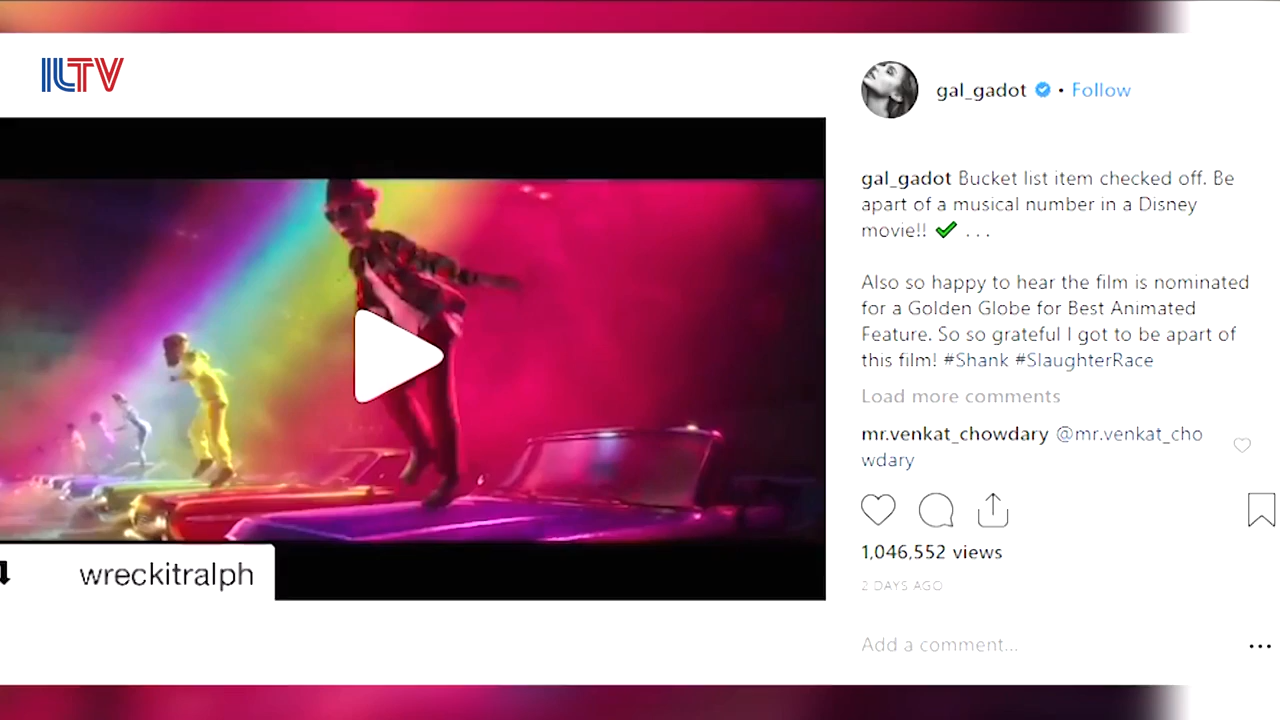 ILTV
gal_gadot • Follow
gal_gadot Bucket list item checked off. Be
apart of a musical number in a Disney
movie!! ✔ . . .
Also so happy to hear the film is nominated
for a Golden Globe for Best Animated
Feature. So so grateful I got to be apart of
this film! #Shank #SlaughterRace
Load more comments
mr.venkat_chowdary @mr.venkat_cho
wdary
1,046,552 views
2 DAYS AGO
Add a comment...
wreckitralph